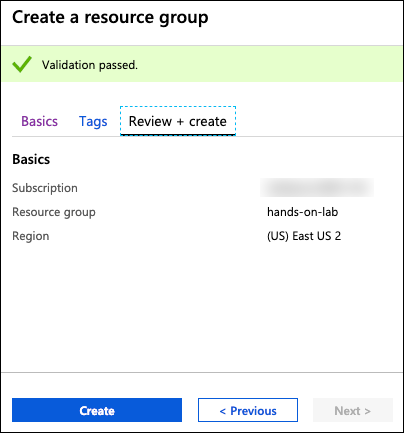 Create a resource group
Validation passed.
Basics Tags Review + create
Basics
Subscription
Resource group hands-on-lab
Region (US) East US 2
Create < Previous Next >